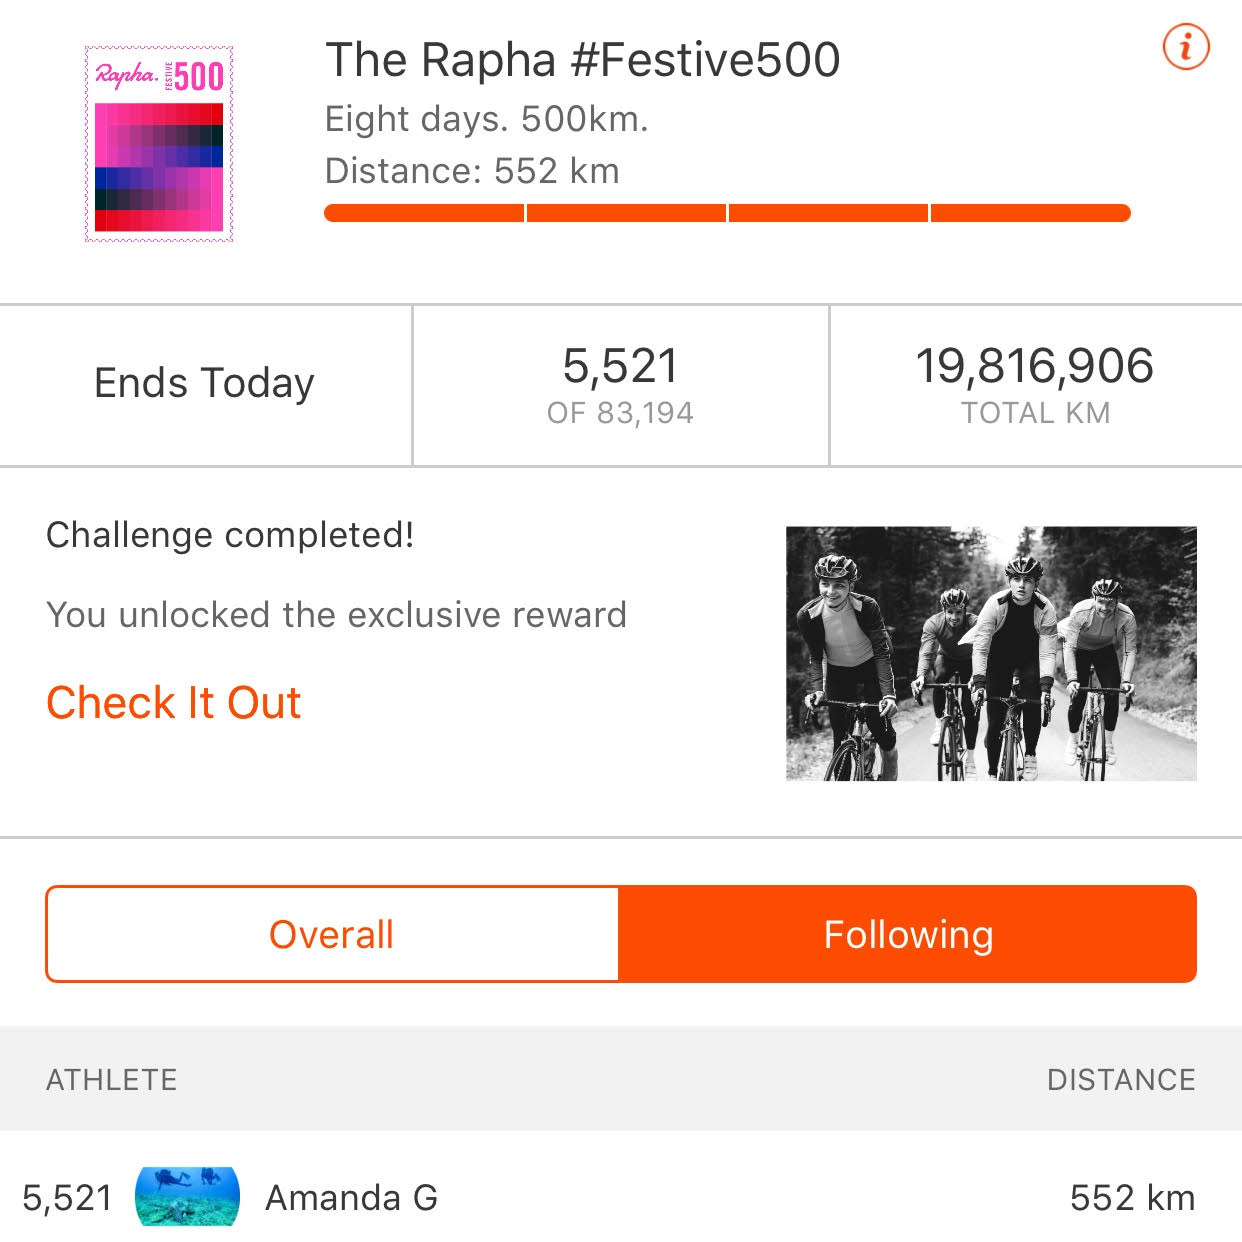 Rapha. FESTIVE 500
The Rapha #Festive500
Eight days. 500km.
Distance: 552 km
i
Ends Today
5,521
OF 83,194
19,816,906
TOTAL KM
Challenge completed!
You unlocked the exclusive reward
Check It Out
Overall
Following
ATHLETE
DISTANCE
5,521 Amanda G 552 km